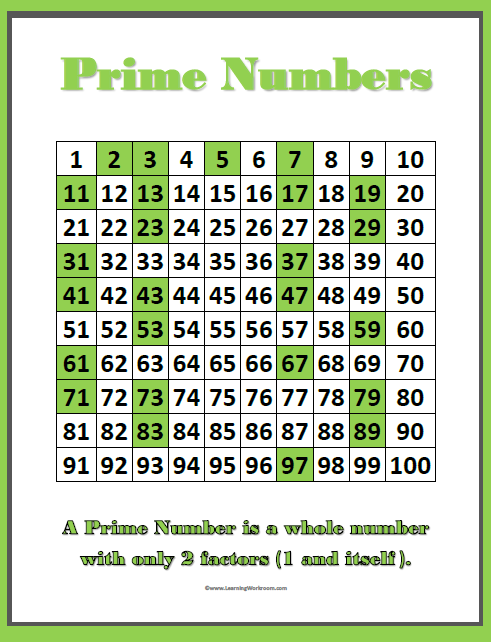 Prime Numbers
1 2 3 4 5 6 7 8 9 10
11 12 13 14 15 16 17 18 19 20
21 22 23 24 25 26 27 28 29 30
31 32 33 34 35 36 37 38 39 40
41 42 43 44 45 46 47 48 49 50
51 52 53 54 55 56 57 58 59 60
61 62 63 64 65 66 67 68 69 70
71 72 73 74 75 76 77 78 79 80
81 82 83 84 85 86 87 88 89 90
91 92 93 94 95 96 97 98 99 100
A Prime Number is a whole number
with only 2 factors (1 and itself).
©www.LearningWorkroom.com